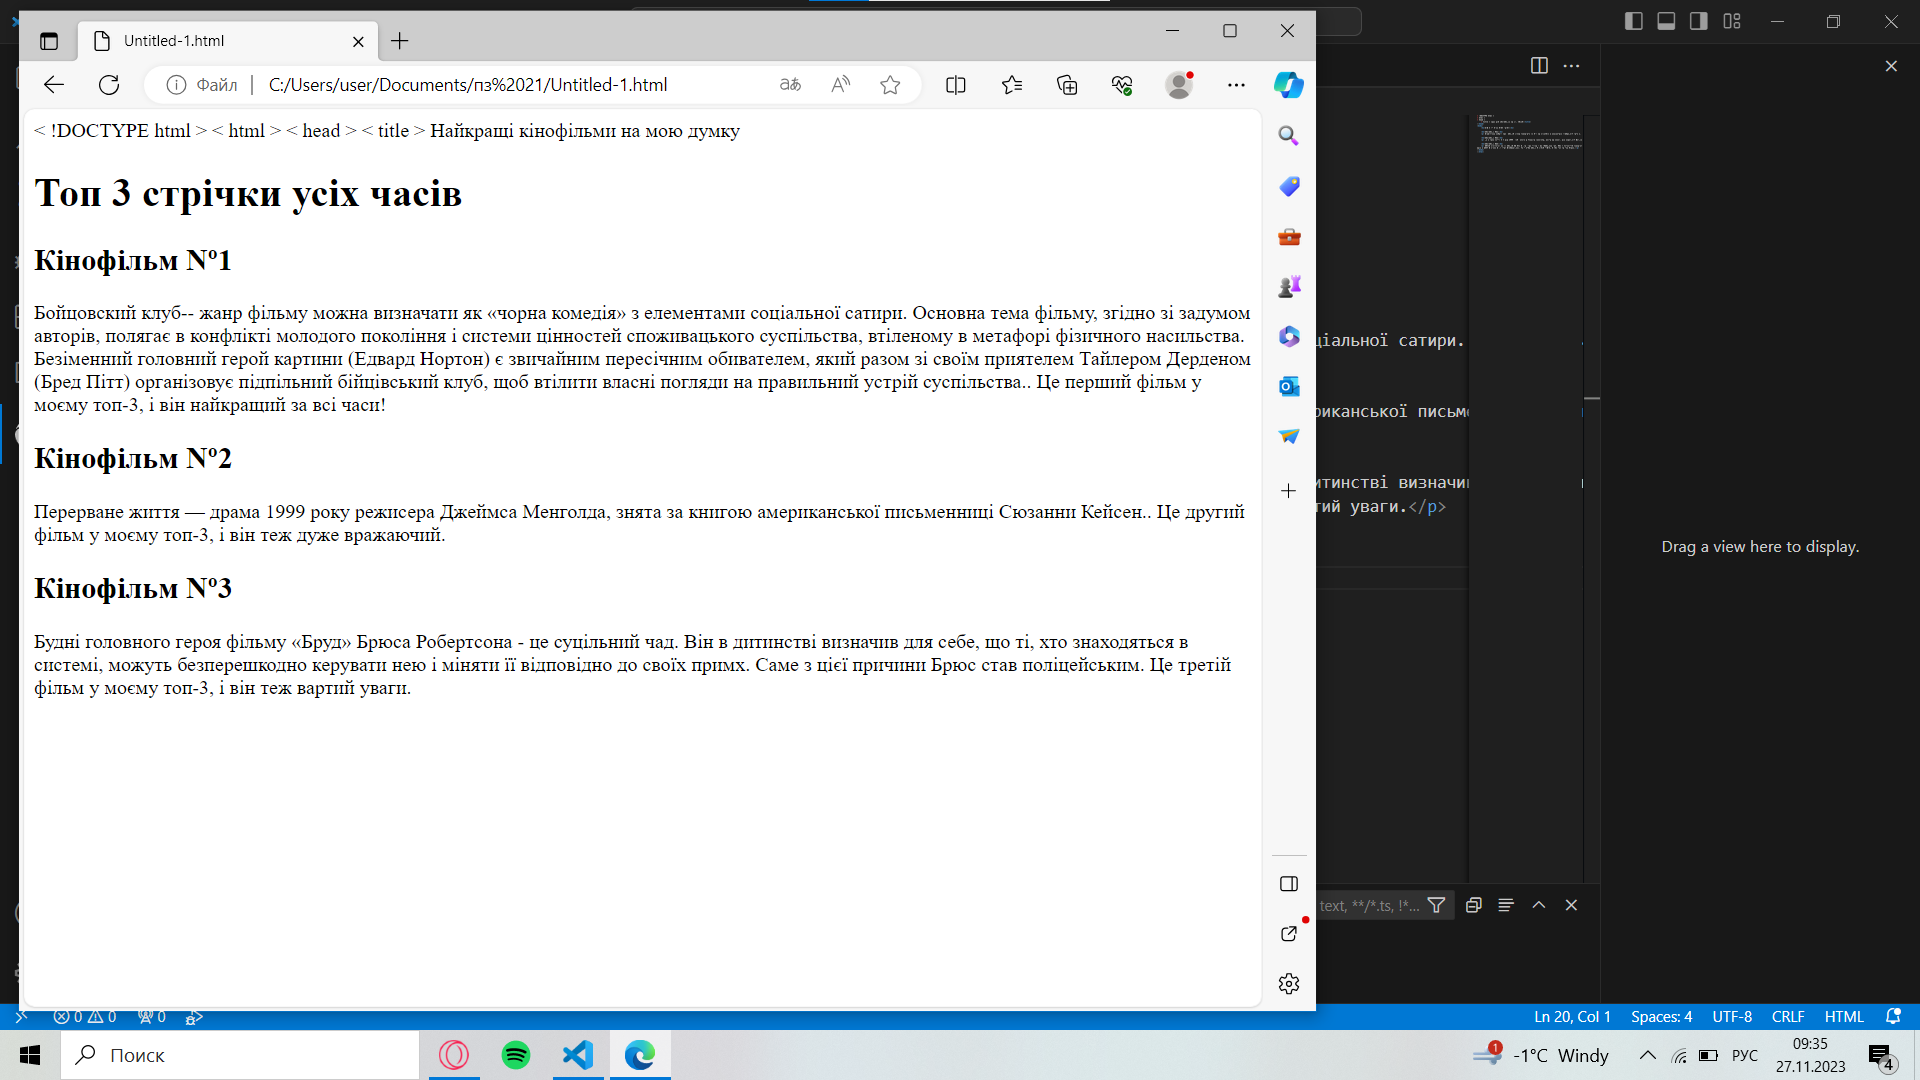 Untitled-1.html
Файл
C:/Users/user/Documents/пз%2021/Untitled-1.html
< !DOCTYPE html > < html > < head > < title > Найкращі кінофільми на мою думку
Топ 3 стрічки усіх часів
Кінофільм №1
Бойцовский клуб-- жанр фільму можна визначати як «чорна комедія» з елементами соціальної сатири. Основна тема фільму, згідно зі задумом
авторів, полягає в конфлікті молодого покоління і системи цінностей споживацького суспільства, втіленому в метафорі фізичного насильства.
Безіменний головний герой картини (Едвард Нортон) є звичайним пересічним обивателем, який разом зі своїм приятелем Тайлером Дерденом
(Бред Пітт) організовує підпільний бійцівський клуб, щоб втілити власні погляди на правильний устрій суспільства.. Це перший фільм у
моєму топ-3, і він найкращий за всі часи!
Кінофільм №2
Перерване життя — драма 1999 року режисера Джеймса Менголда, знята за книгою американської письменниці Сюзанни Кейсен.. Це другий
фільм у моєму топ-3, і він теж дуже вражаючий.
Кінофільм №3
Будні головного героя фільму «Бруд» Брюса Робертсона - це суцільний чад. Він в дитинстві визначив для себе, що ті, хто знаходяться в
системі, можуть безперешкодно керувати нею і міняти її відповідно до своїх примх. Саме з цієї причини Брюс став поліцейським. Це третій
фільм у моєму топ-3, і він теж вартий уваги.
ціальної сатири.
риканської письм
итинстві визначи
тий уваги.</p>
Drag a view here to display.
text, **/*.ts, !*...
0 0 0
Ln 20, Col 1 Spaces: 4 UTF-8 CRLF HTML
Поиск
1 -1°C Windy РУС 09:35
27.11.2023 4